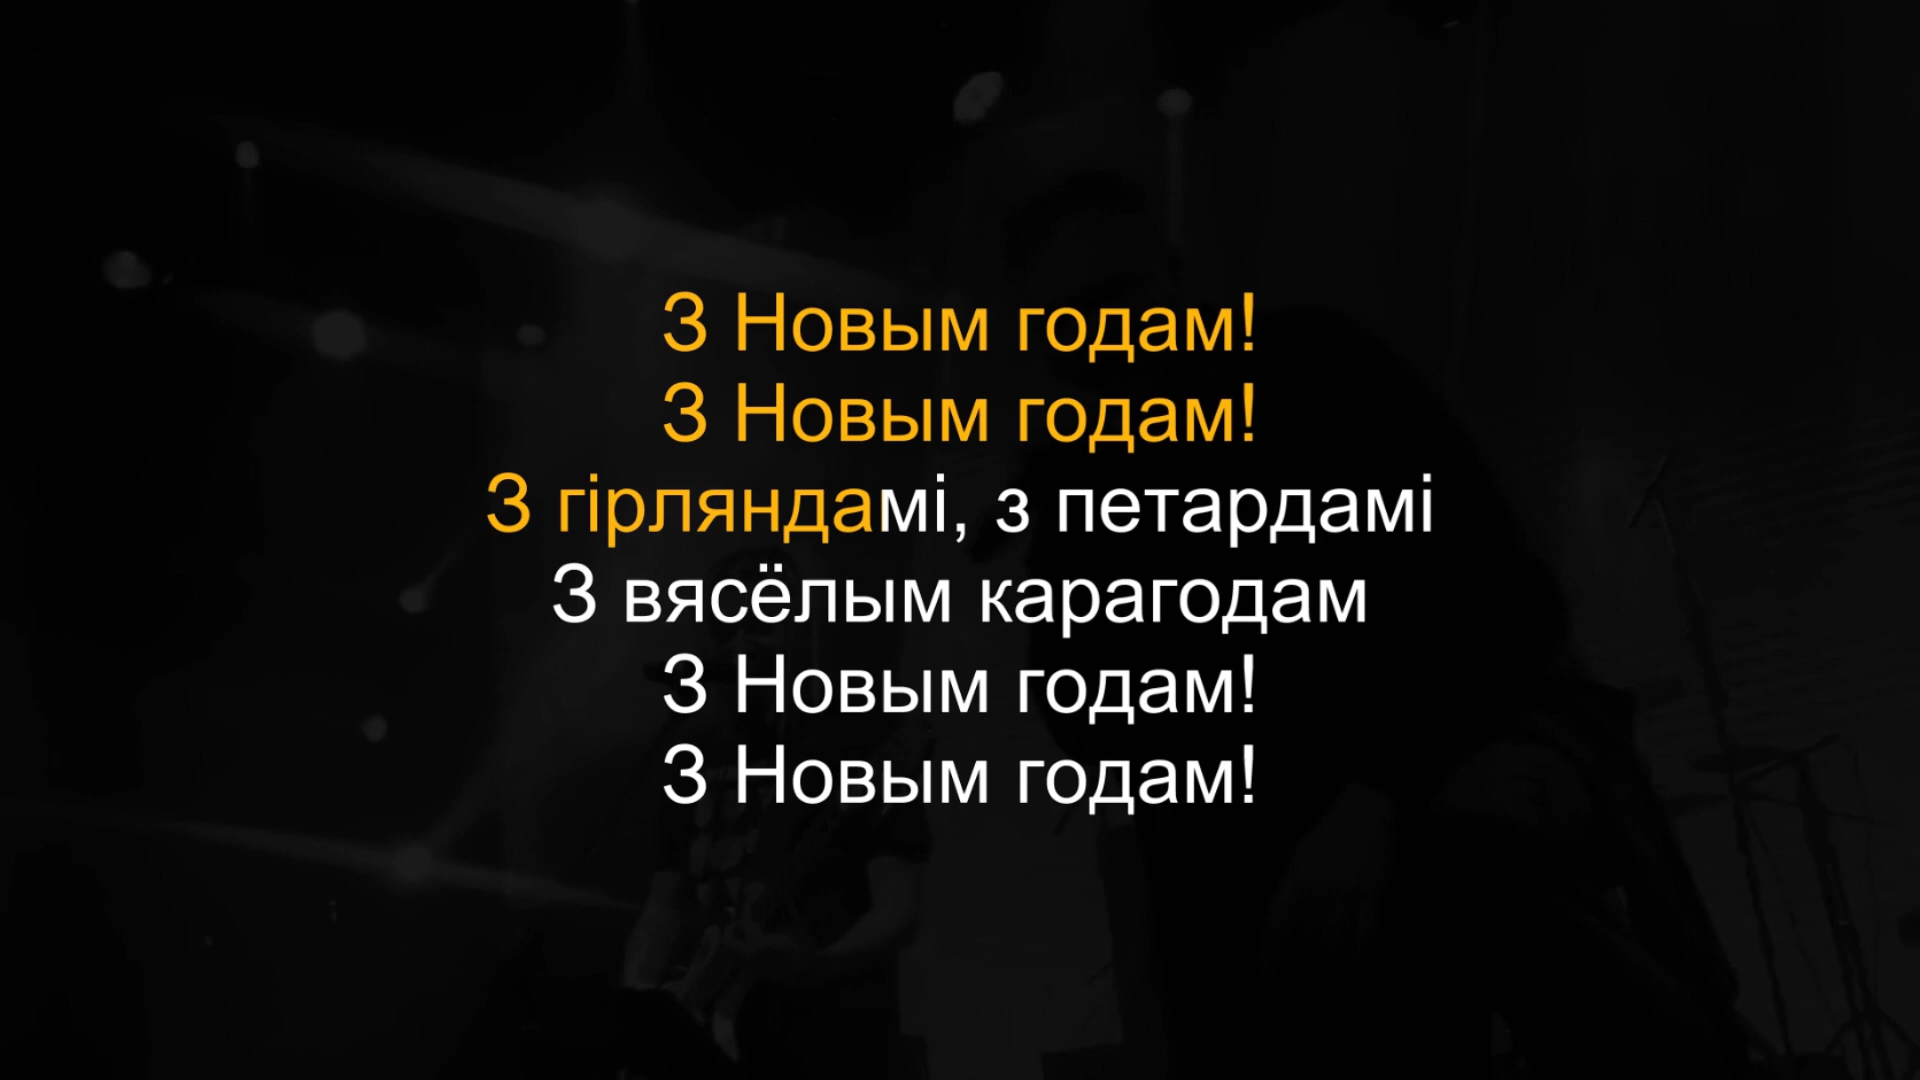 З Новым годам!
З Новым годам!
З гірляндамі, з петардамі
З вясёлым карагодам
З Новым годам!
З Новым годам!